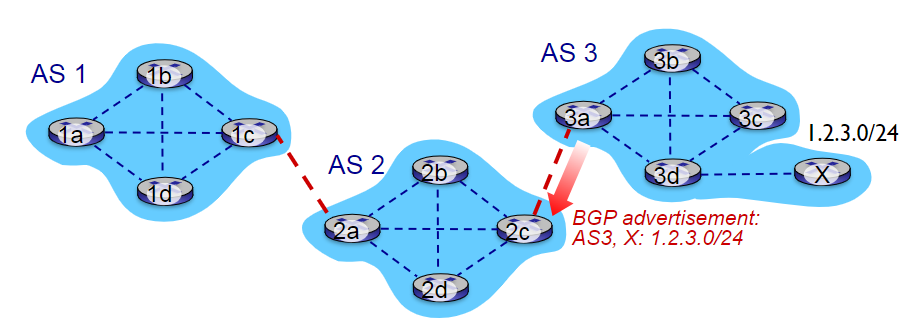 AS 1
1b
1a
1c
1d
AS 2
2b
2a
2c
2d
AS 3
3b
3a
3c
3d
1.2.3.0/24
X
BGP advertisement:
AS3, X: 1.2.3.0/24